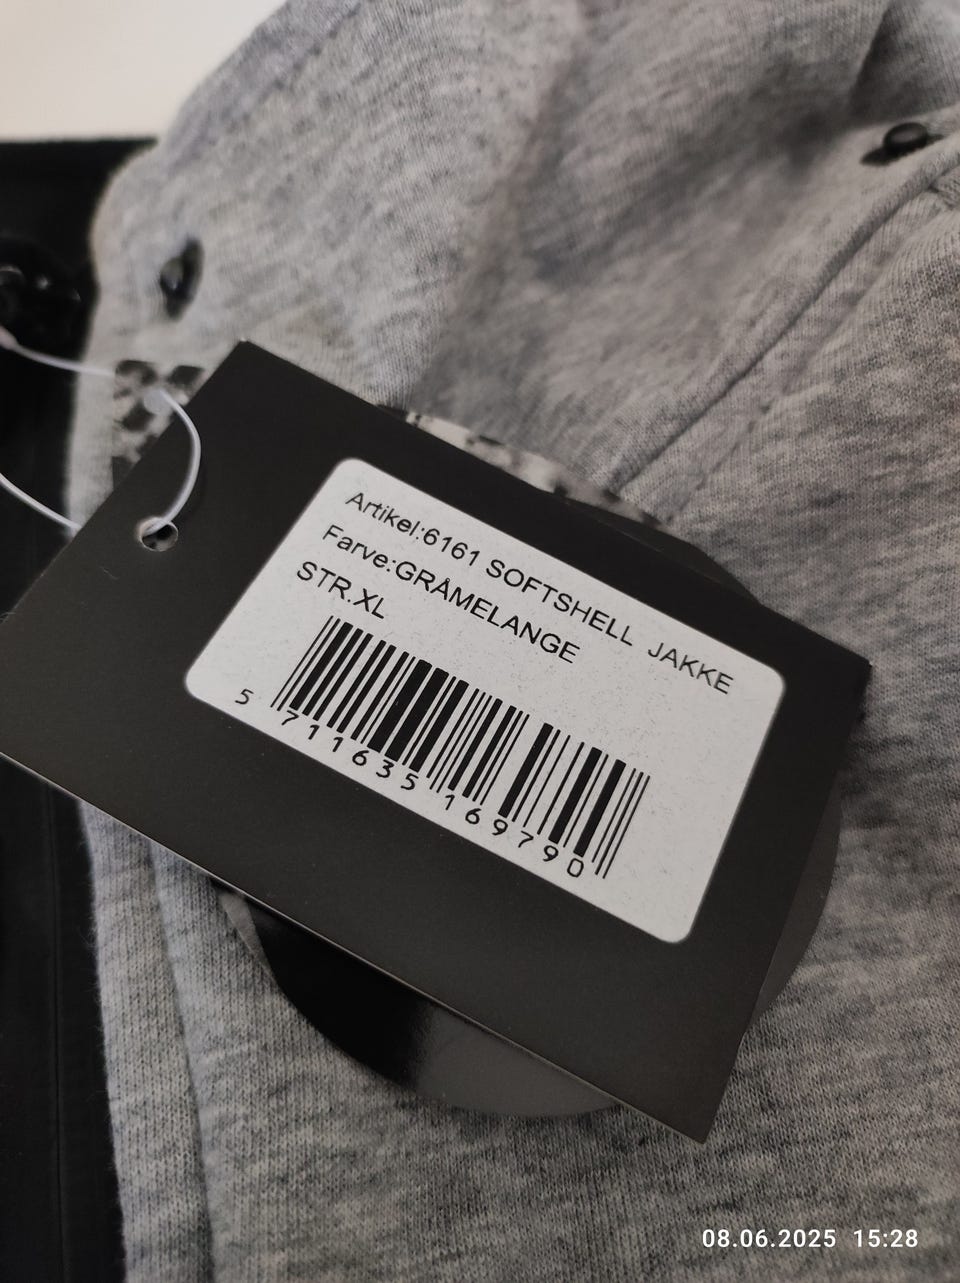 Artikel:6161 SOFTSHELL JAKKE
Farve:GRÅMELANGE
STR.XL
5 711635 169790
08.06.2025 15:28